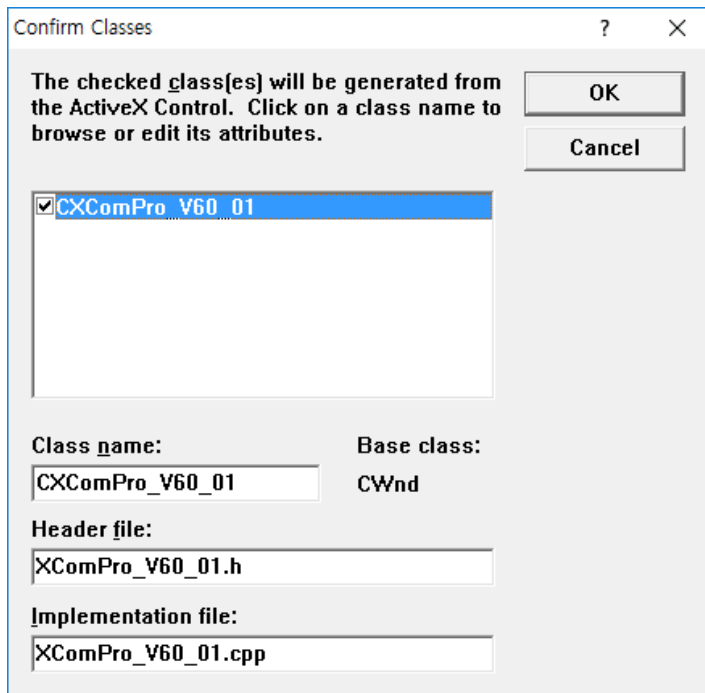 Confirm Classes
?
The checked class(es) will be generated from
the ActiveX Control. Click on a class name to
browse or edit its attributes.
OK
Cancel
CXComPro_V60_01
Class name:
Base class:
CXComPro_V60_01
CWnd
Header file:
XComPro_V60_01.h
Implementation file:
XComPro_V60_01.cpp